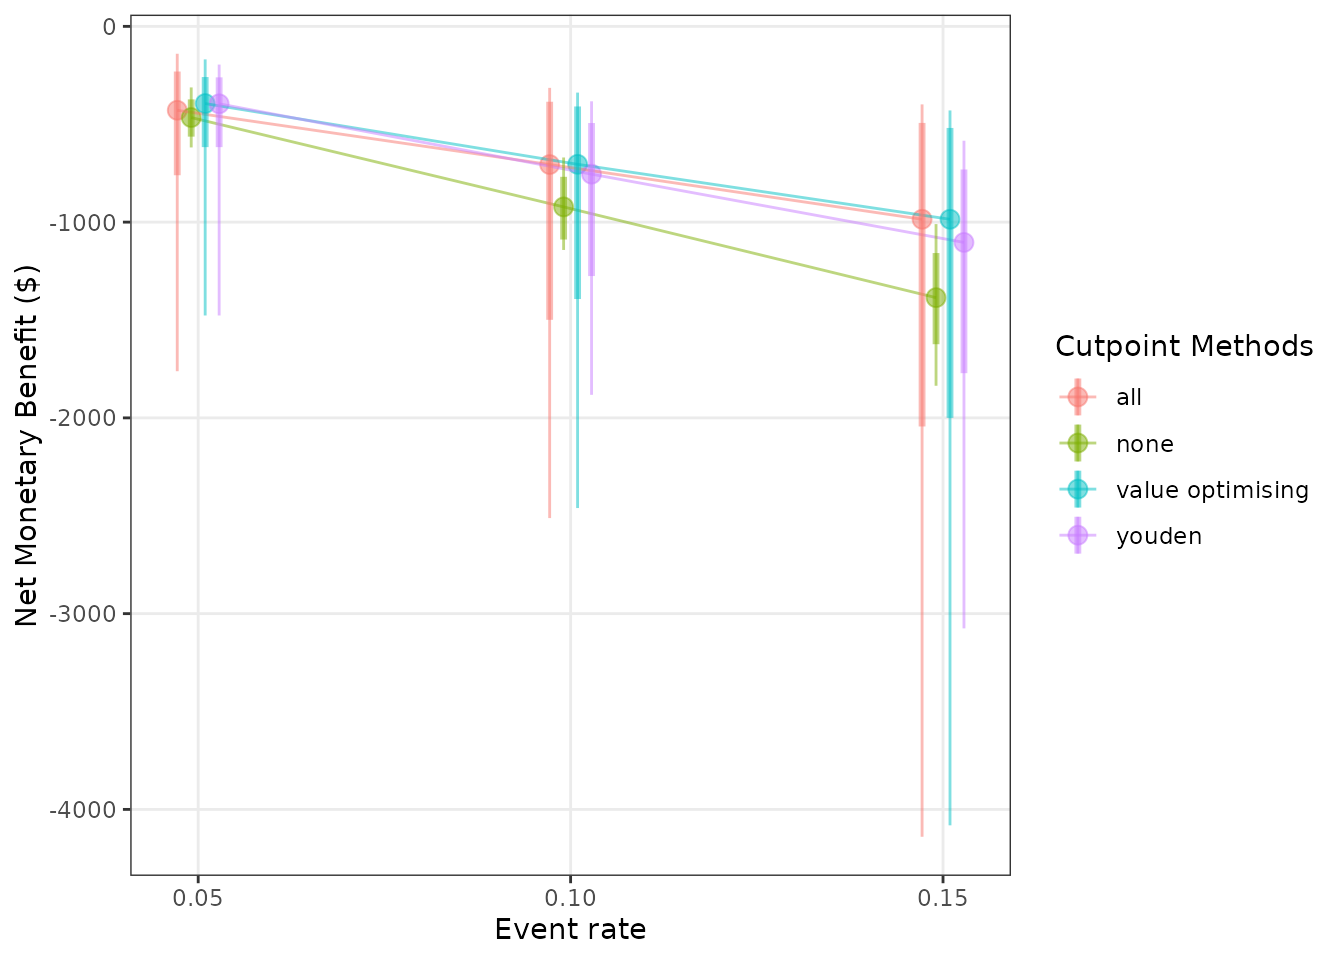 0
-1000
-2000
-3000
-4000
Net Monetary Benefit ($)
0.05
0.10
0.15
Event rate
Cutpoint Methods
all
none
value optimising
youden